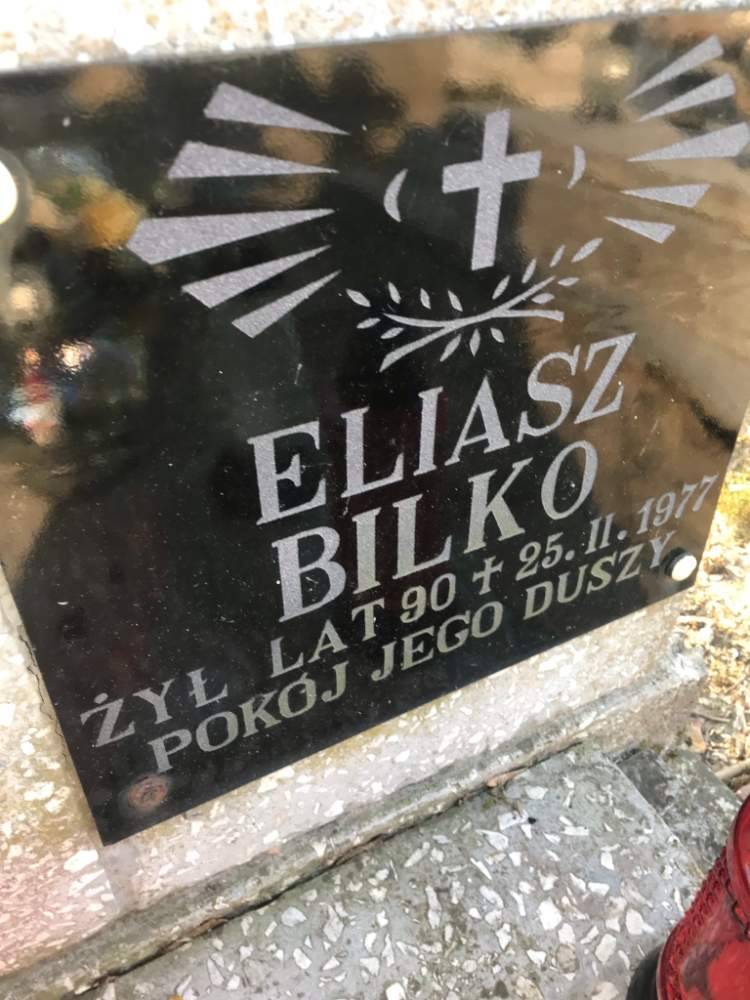 ELIASZ
BILKO
ŻYŁ LAT 90 ✝ 25. II. 1977
POKÓJ JEGO DUSZY